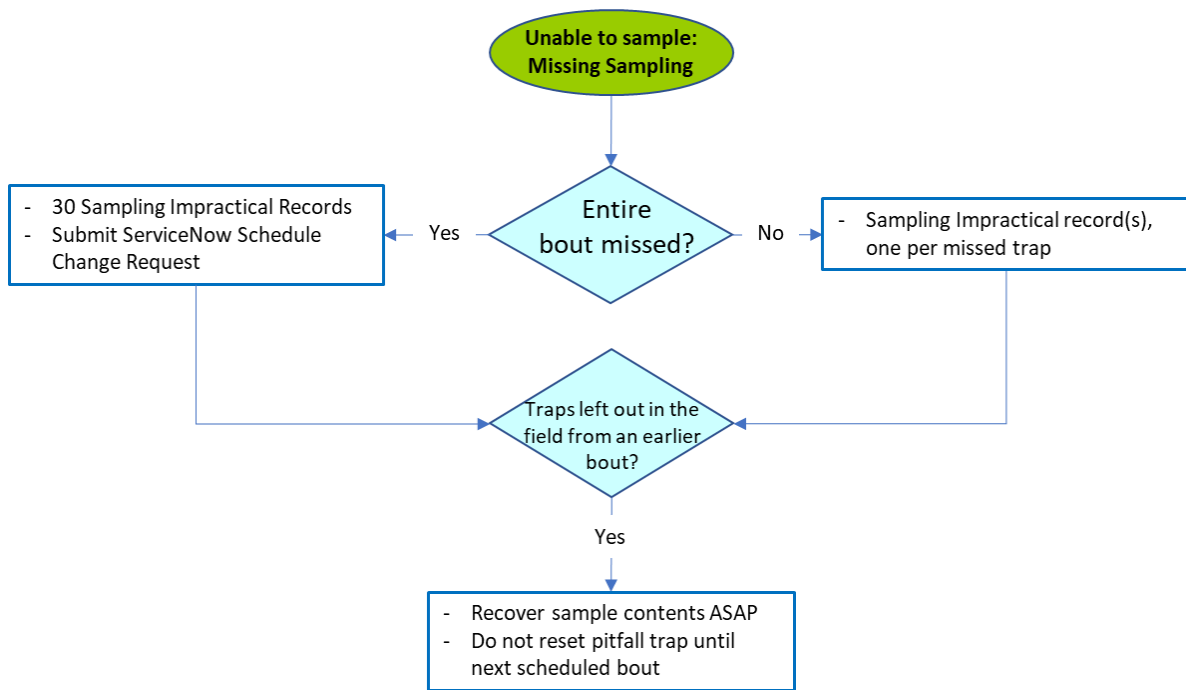 Unable to sample:
Missing Sampling
- 30 Sampling Impractical Records
- Submit ServiceNow Schedule
Change Request
Yes
Entire
bout missed?
No
- Sampling Impractical record(s),
one per missed trap
Traps left out in the
field from an earlier
bout?
Yes
- Recover sample contents ASAP
- Do not reset pitfall trap until
next scheduled bout